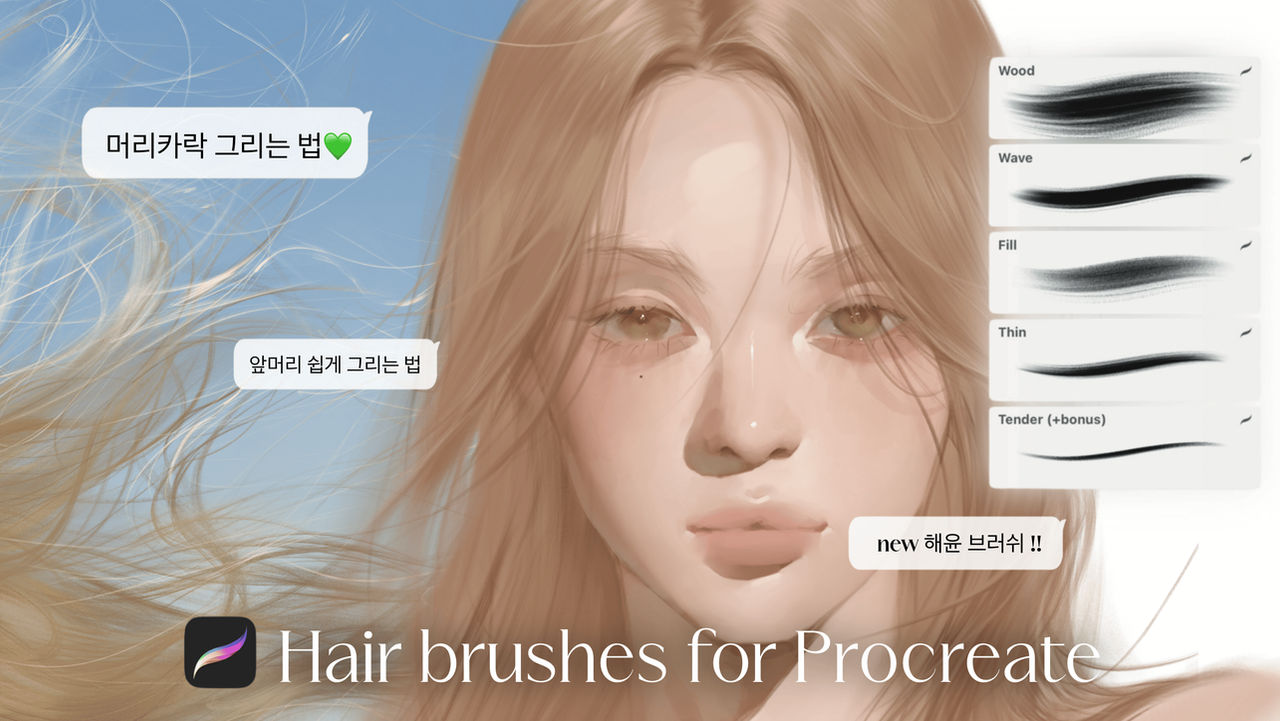 머리카락 그리는 법💚
앞머리 쉽게 그리는 법
Wood
Wave
Fill
Thin
Tender (+bonus)
new 해윤 브러쉬 !!
Hair brushes for Procreate